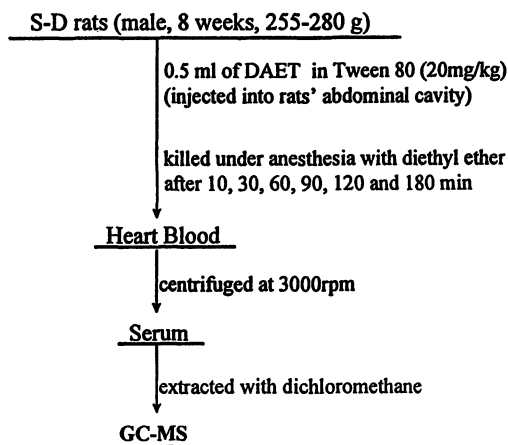 S-D rats (male, 8 weeks, 255-280 g)
0.5 ml of DAET in Tween 80 (20mg/kg)
(injected into rats' abdominal cavity)
killed under anesthesia with diethyl ether
after 10, 30, 60, 90, 120 and 180 min
Heart Blood
centrifuged at 3000rpm
Serum
extracted with dichloromethane
GC-MS